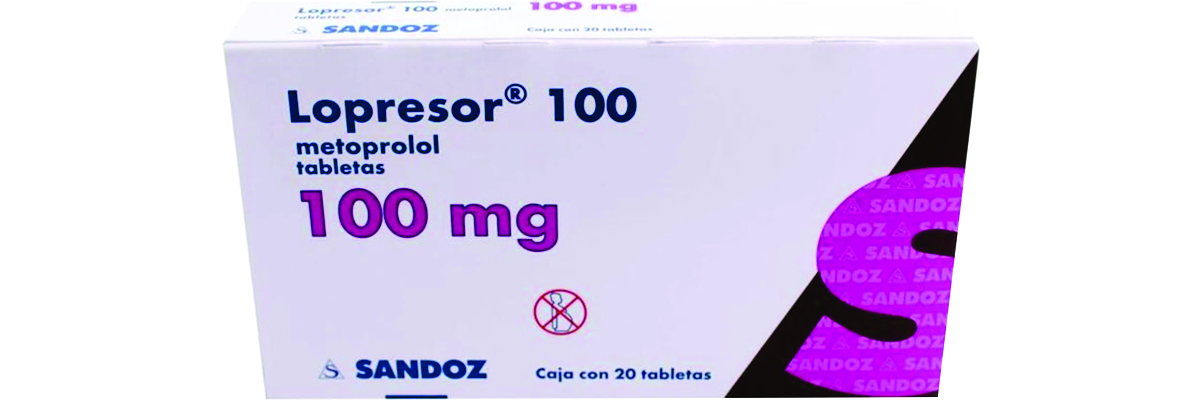 Lopresor® 100 metoprolol 100 mg
tabletas
SANDOZ Caja con 20 tabletas
Lopresor® 100
metoprolol
tabletas
100 mg
SANDOZ Caja con 20 tabletas
SANDOZ
SANDOZ
SANDOZ
SANDOZ
SANDOZ
SANDOZ
SANDOZ